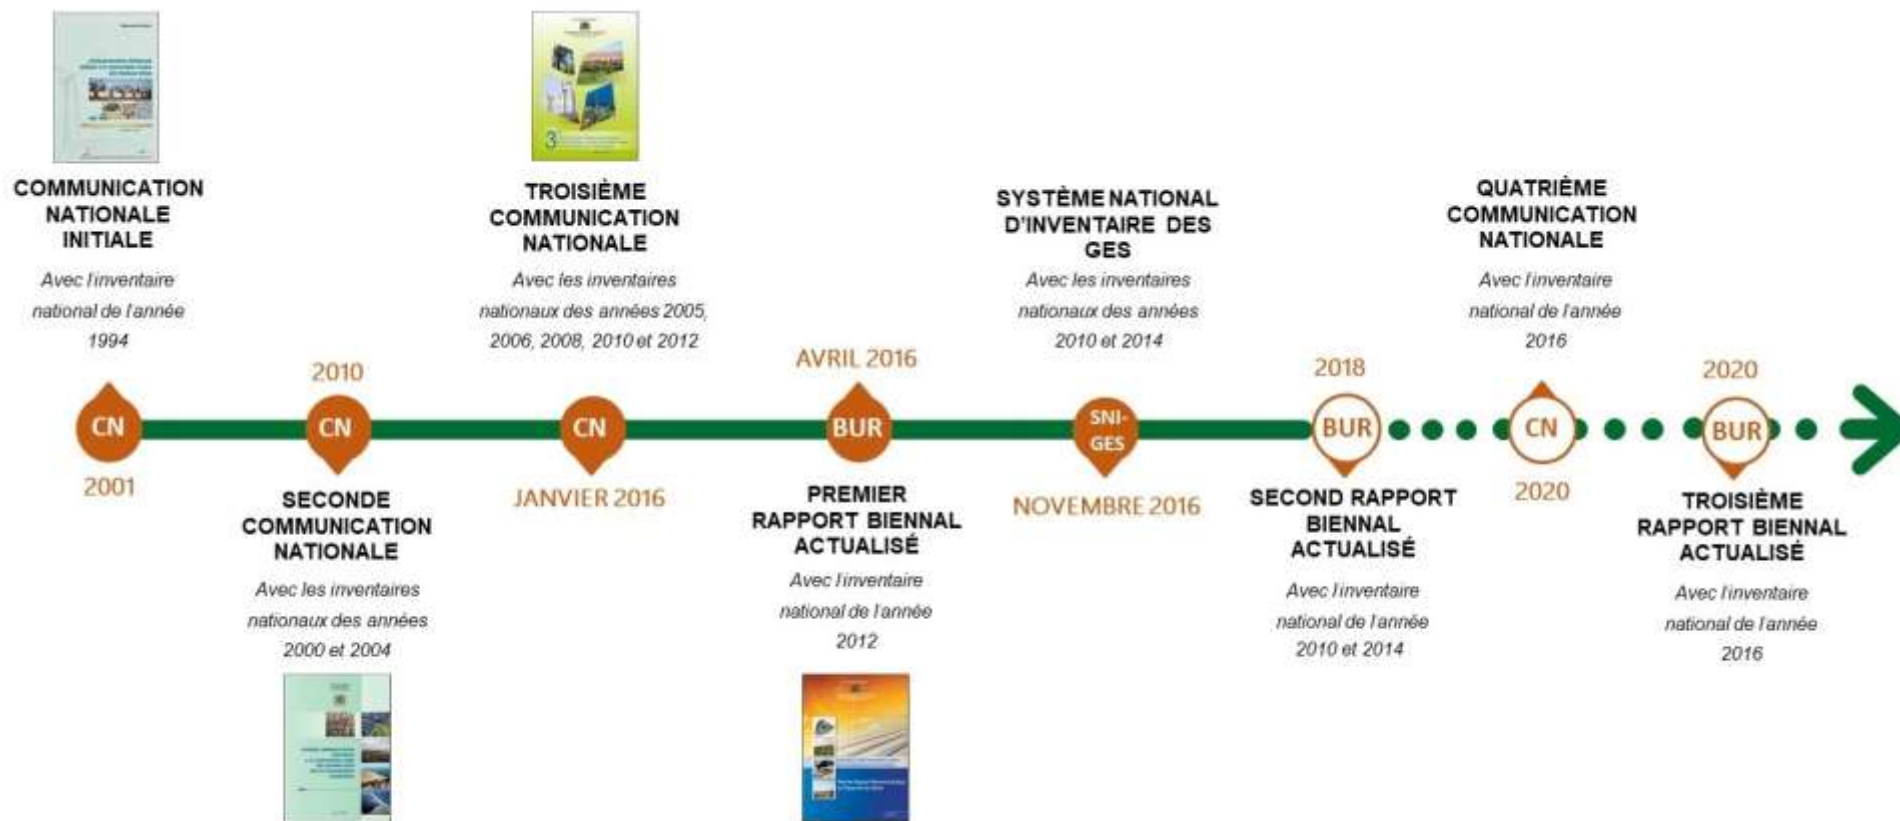 COMMUNICATION
NATIONALE
INITIALE
Avec l'inventaire
national de l'année
1994
CN
2001
2010
CN
SECONDE
COMMUNICATION
NATIONALE
Avec les inventaires
nationaux des années
2000 et 2004
3
TROISIÈME
COMMUNICATION
NATIONALE
Avec les inventaires
nationaux des années 2005,
2006, 2008, 2010 et 2012
CN
JANVIER 2016
AVRIL 2016
BUR
PREMIER
RAPPORT BIENNAL
ACTUALISÉ
Avec l'inventaire
national de l'année
2012
SYSTÈME NATIONAL
D'INVENTAIRE DES
GES
Avec les inventaires
nationaux des années
2010 et 2014
SNI-
GES
NOVEMBRE 2016
2018
BUR
SECOND RAPPORT
BIENNAL
ACTUALISÉ
Avec l'inventaire
national de l'année
2010 et 2014
QUATRIÈME
COMMUNICATION
NATIONALE
Avec l'inventaire
national de l'année
2016
CN
2020
2020
BUR
TROISIÈME
RAPPORT BIENNAL
ACTUALISÉ
Avec l'inventaire
national de l'année
2016